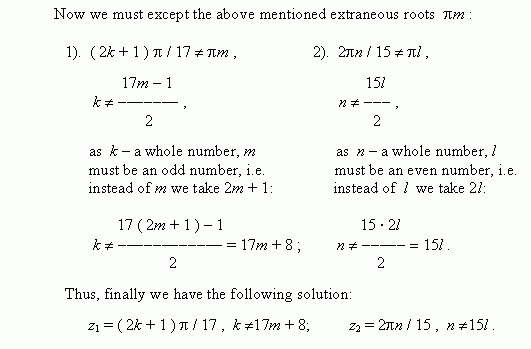 Now we must except the above mentioned extraneous roots πm :
1). ( 2k + 1 ) π / 17 ≠ πm , 2). 2πn / 15 ≠ πl ,
17m – 1 15l
k ≠ ––––––– , n ≠ ––– ,
2 2
as k – a whole number, m as n – a whole number, l
must be an odd number, i.e. must be an even number, i.e.
instead of m we take 2m + 1: instead of l we take 2l:
17 ( 2m + 1 ) – 1 15 · 2l
k ≠ ––––––––––––– = 17m + 8 ; n ≠ ––––– = 15l .
2 2
Thus, finally we have the following solution:
z1 = ( 2k + 1 ) π / 17 , k ≠17m + 8; z2 = 2πn / 15 , n ≠15l .